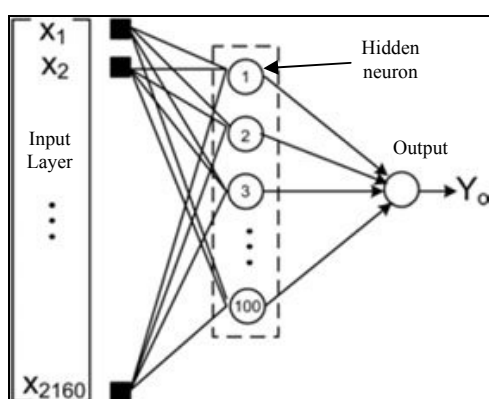 X1
X2
Input
Layer
X2160
Hidden
neuron
1
2
3
100
Output
Yo